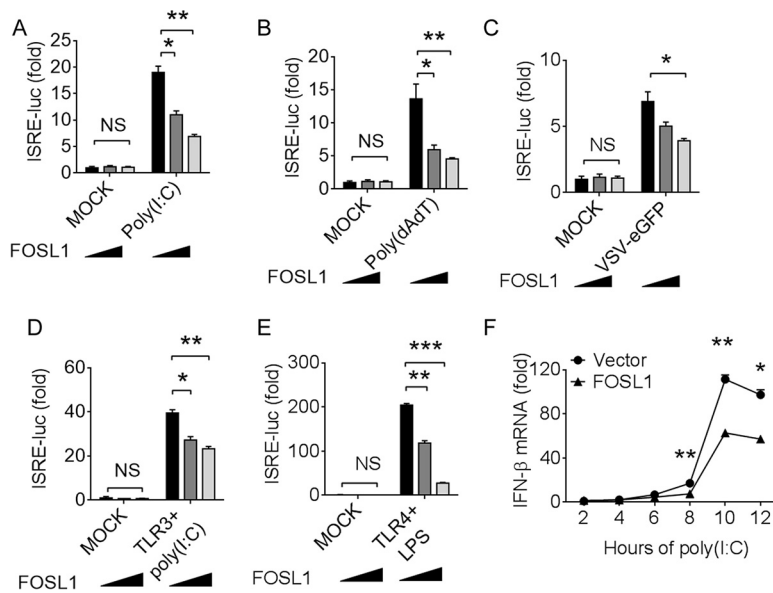 A
ISRE-luc (fold)
25
20
15
10
5
0
NS
*
**
MOCK
Poly(I:C)
FOSL1
B
ISRE-luc (fold)
20
15
10
5
0
NS
*
**
MOCK
Poly(dAdT)
FOSL1
C
ISRE-luc (fold)
10
5
0
NS
*
MOCK
VSV-eGFP
FOSL1
D
ISRE-luc (fold)
60
40
20
0
NS
*
**
MOCK
TLR3+
poly(I:C)
FOSL1
E
ISRE-luc (fold)
300
200
100
0
NS
**
***
MOCK
TLR4+
LPS
FOSL1
F
IFN-β mRNA (fold)
120
80
40
0
Vector
FOSL1
**
**
*
2 4 6 8 10 12
Hours of poly(I:C)